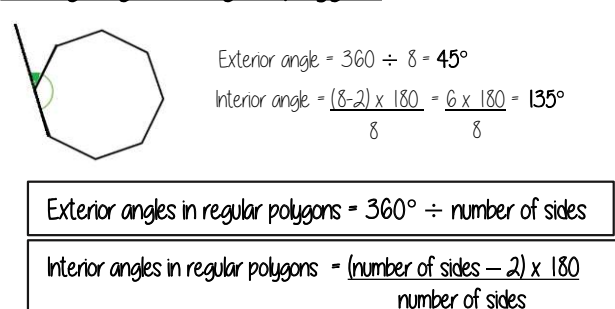 Exterior angle = 360 ÷ 8 = 45°
Interior angle = (8-2) x 180 = 6 x 180 = 135°
8 8
Exterior angles in regular polygons = 360° ÷ number of sides
Interior angles in regular polygons = (number of sides – 2) x 180
number of sides